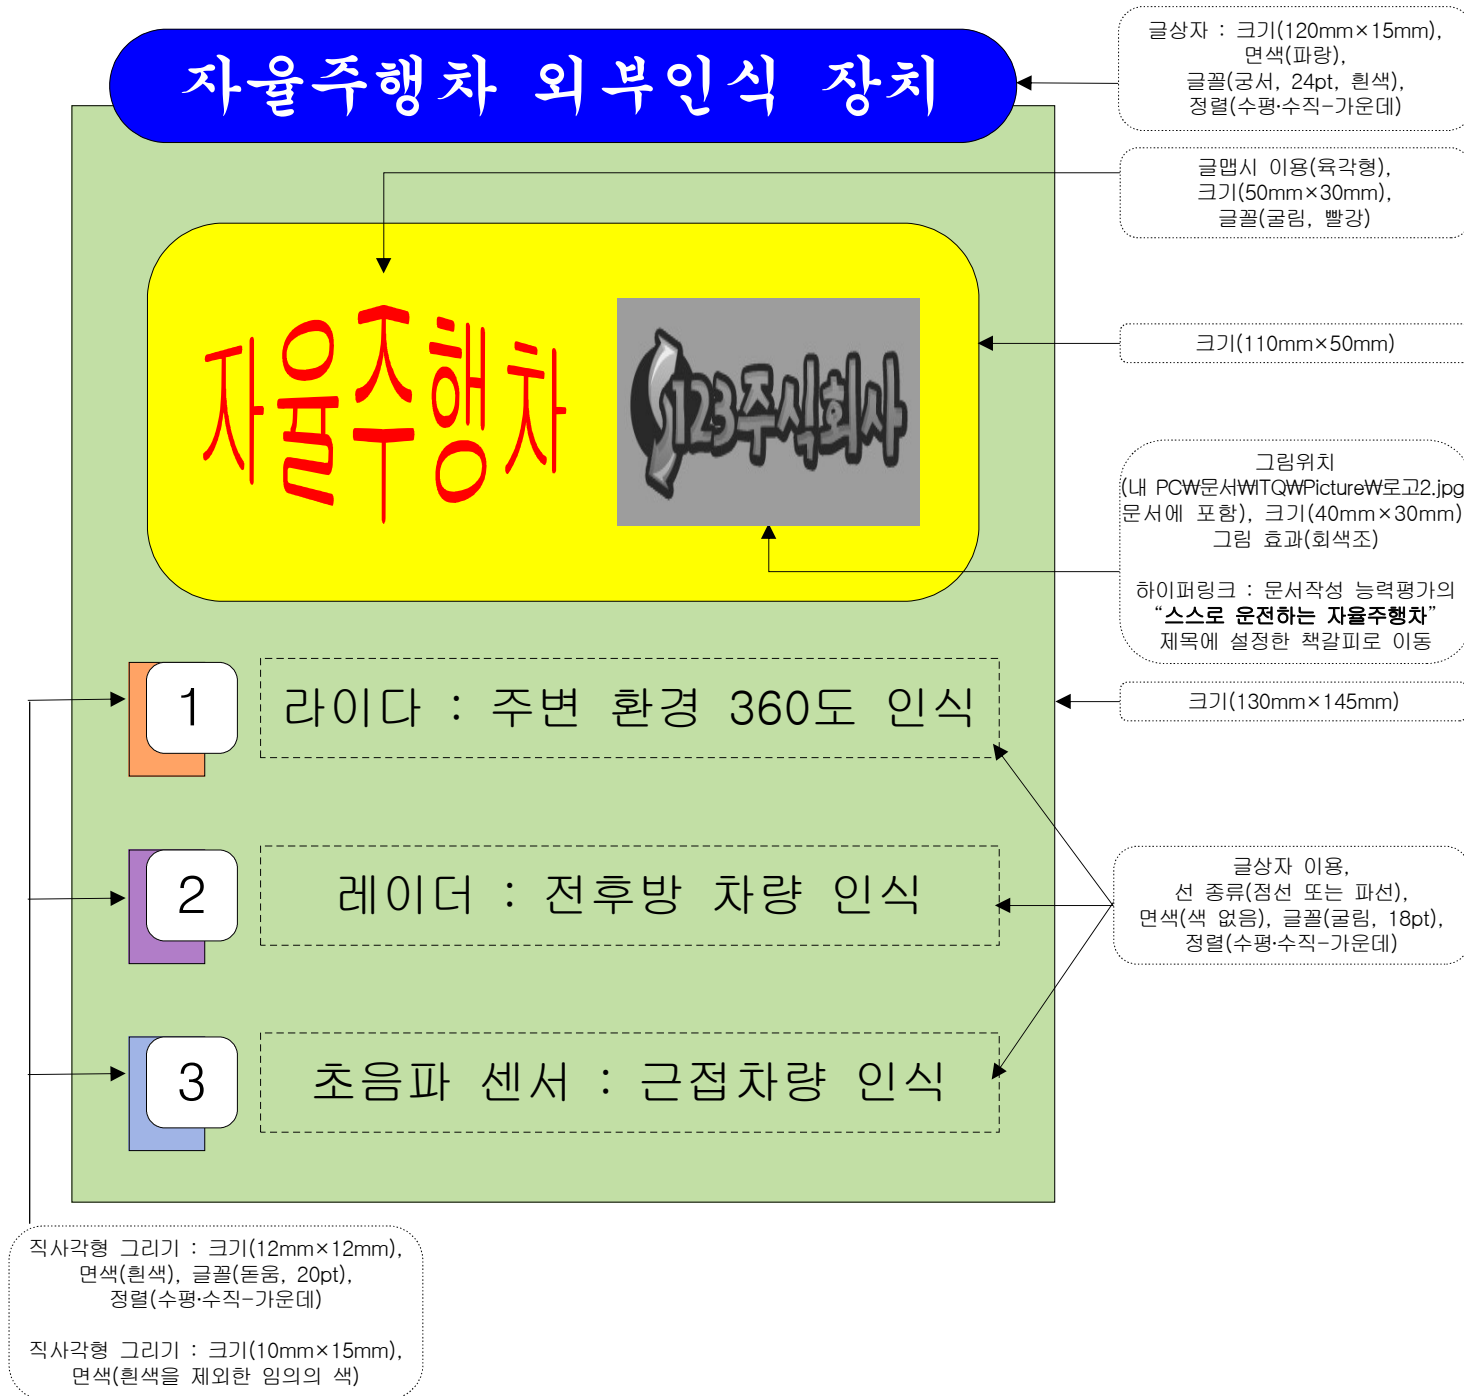 자율주행차 외부인식 장치
글상자 : 크기(120mm×15mm),
면색(파랑),
글꼴(궁서, 24pt, 흰색),
정렬(수평·수직-가운데)
글맵시 이용(육각형),
크기(50mm×30mm),
글꼴(굴림, 빨강)
자율주행차
123주식회사
크기(110mm×50mm)
그림위치
(내 PC₩문서₩ITQ₩Picture₩로고2.jpg
문서에 포함), 크기(40mm×30mm)
그림 효과(회색조)
하이퍼링크 : 문서작성 능력평가의
“스스로 운전하는 자율주행차”
제목에 설정한 책갈피로 이동
1
라이다 : 주변 환경 360도 인식
크기(130mm×145mm)
2
레이더 : 전후방 차량 인식
글상자 이용,
선 종류(점선 또는 파선),
면색(색 없음), 글꼴(굴림, 18pt),
정렬(수평·수직-가운데)
3
초음파 센서 : 근접차량 인식
직사각형 그리기 : 크기(12mm×12mm),
면색(흰색), 글꼴(돋움, 20pt),
정렬(수평·수직-가운데)
직사각형 그리기 : 크기(10mm×15mm),
면색(흰색을 제외한 임의의 색)